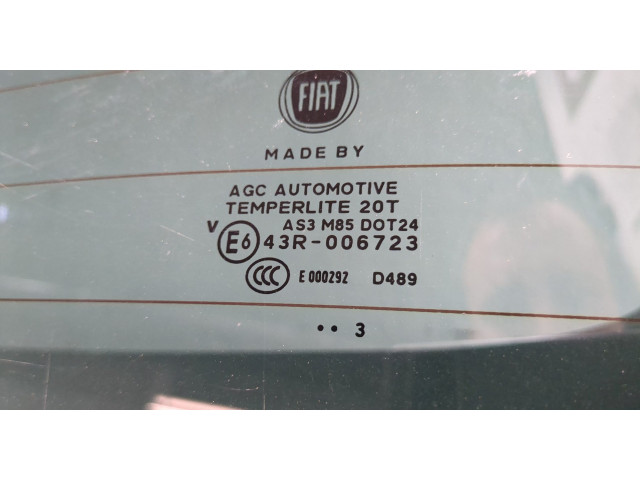 FIAT
MADE BY
AGC AUTOMOTIVE
TEMPERLITE 20T
V AS3 M85 DOT24
E6 43R-006723
CCC E 000292 D489
•• 3